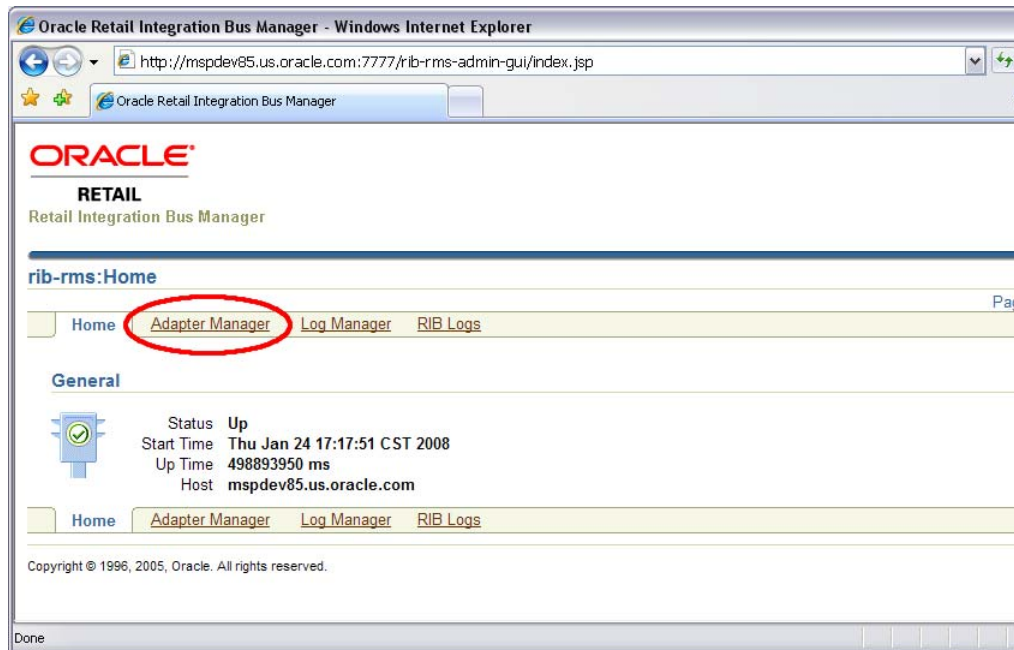 Oracle Retail Integration Bus Manager - Windows Internet Explorer
http://mspdev85.us.oracle.com:7777/rib-rms-admin-gui/index.jsp
Oracle Retail Integration Bus Manager
ORACLE®
RETAIL
Retail Integration Bus Manager
rib-rms:Home
Pag
Home Adapter Manager Log Manager RIB Logs
General
Status Up
Start Time Thu Jan 24 17:17:51 CST 2008
Up Time 498893950 ms
Host mspdev85.us.oracle.com
Home Adapter Manager Log Manager RIB Logs
Copyright © 1996, 2005, Oracle. All rights reserved.
Done